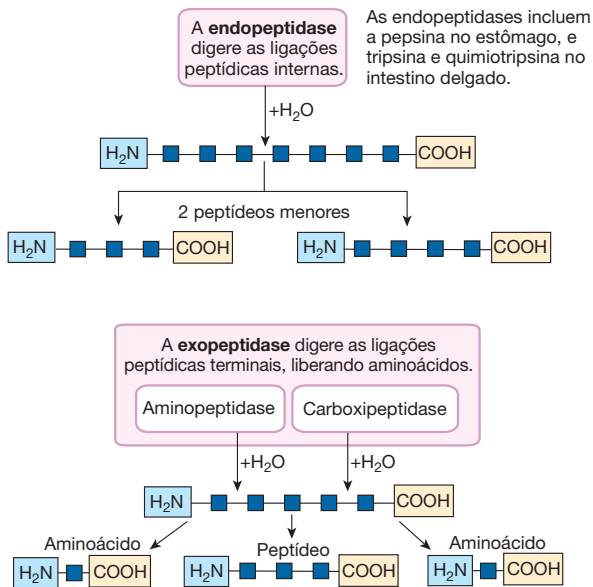 A endopeptidase
digere as ligações
peptídicas internas.
As endopeptidases incluem
a pepsina no estômago, e
tripsina e quimiotripsina no
intestino delgado.
+H₂O
H₂N COOH
2 peptídeos menores
H₂N COOH H₂N COOH
A exopeptidase digere as ligações
peptídicas terminais, liberando aminoácidos.
Aminopeptidase Carboxipeptidase
+H₂O +H₂O
H₂N COOH
Aminoácido Peptídeo Aminoácido
H₂N COOH H₂N COOH H₂N COOH